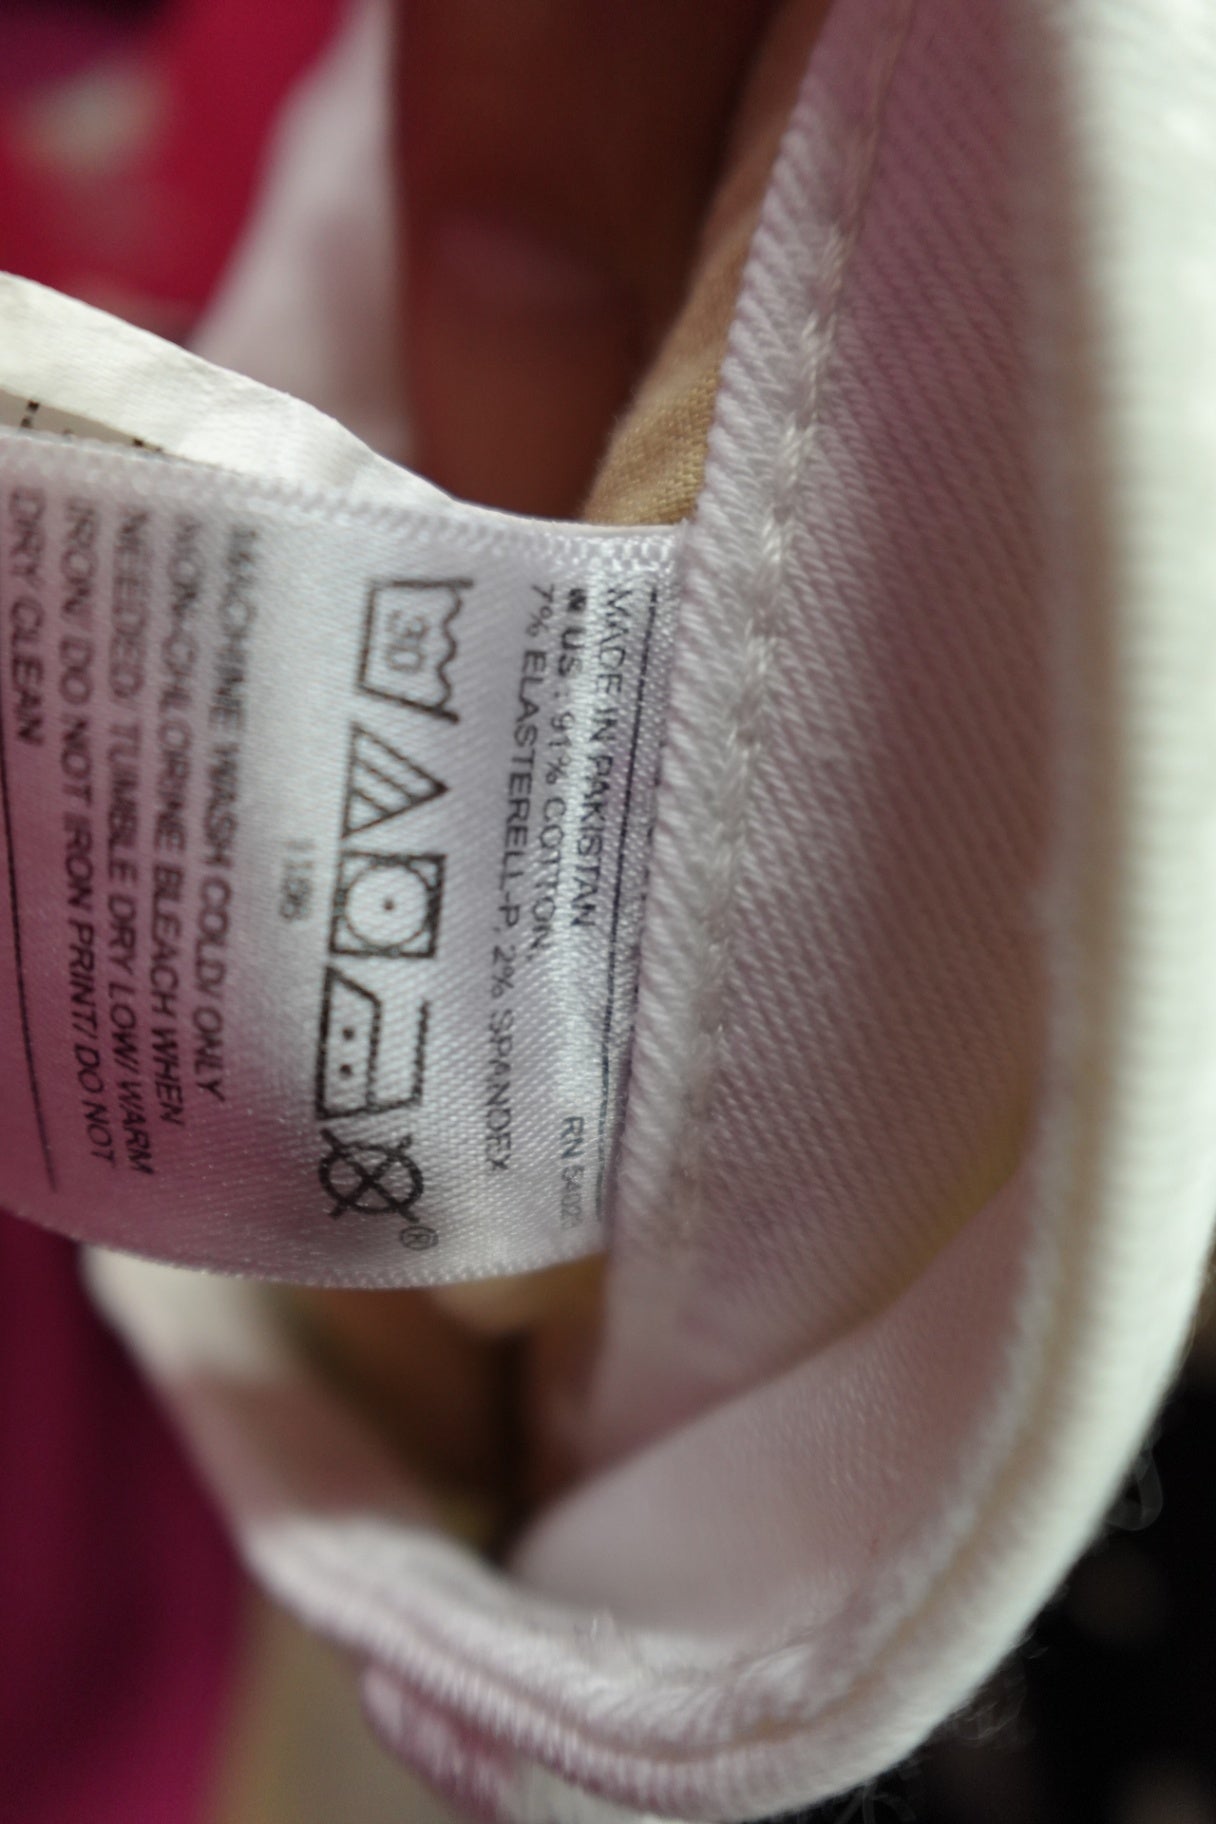 MADE IN PAKISTAN
US : 91% COTTON,
7% ELASTERELL-P, 2% SPANDEX
30
®
MACHINE WASH COLD/ ONLY
NON-CHLORINE BLEACH WHEN
NEEDED/ TUMBLE DRY LOW/ WARM
IRON/ DO NOT IRON PRINT/ DO NOT
DRY CLEAN